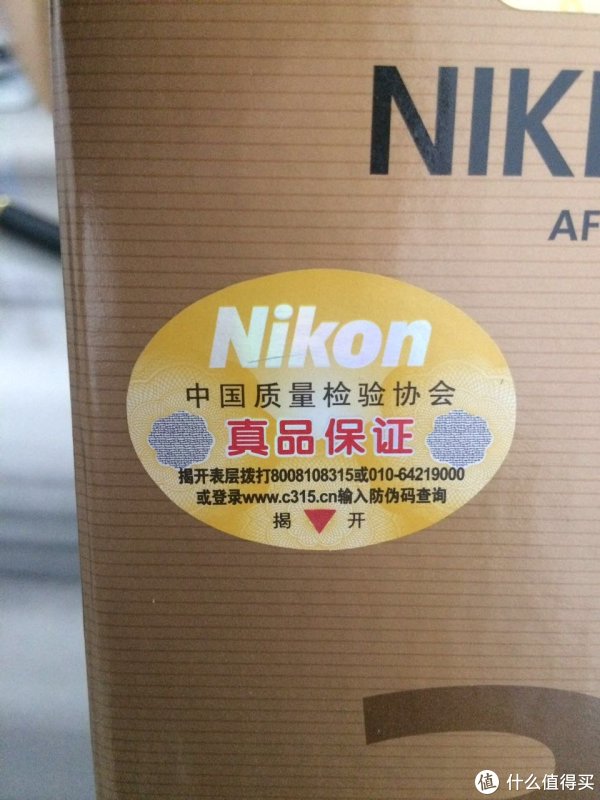 NIK
AF
Nikon
中国质量检验协会
真品保证
揭开表层拨打8008108315或010-64219000
或登录www.c315.cn输入防伪码查询
揭 开
值 什么值得买